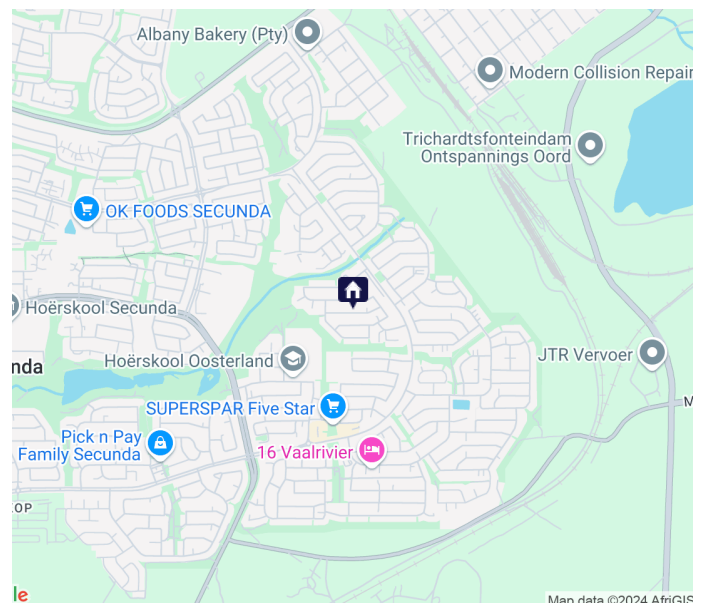 Albany Bakery (Pty)
Modern Collision Repair
Trichardtsfonteindam
Ontspannings Oord
OK FOODS SECUNDA
Hoërskool Secunda
JTR Vervoer
Hoërskool Oosterland
nda
SUPERSPAR Five Star
M
Pick n Pay
Family Secunda
16 Vaalrivier
OP
le
Map data ©2024 AfriGIS